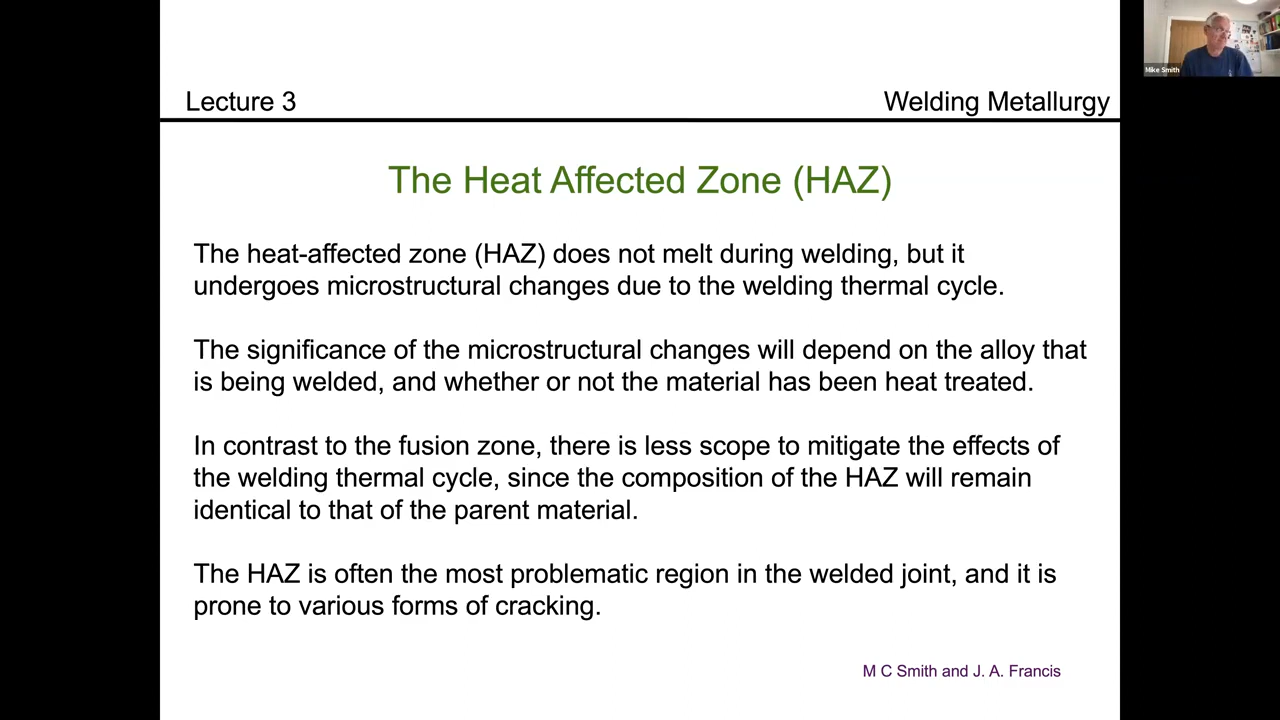 Mike Smith
Lecture 3
Welding Metallurgy
The Heat Affected Zone (HAZ)
The heat-affected zone (HAZ) does not melt during welding, but it
undergoes microstructural changes due to the welding thermal cycle.
The significance of the microstructural changes will depend on the alloy that
is being welded, and whether or not the material has been heat treated.
In contrast to the fusion zone, there is less scope to mitigate the effects of
the welding thermal cycle, since the composition of the HAZ will remain
identical to that of the parent material.
The HAZ is often the most problematic region in the welded joint, and it is
prone to various forms of cracking.
M C Smith and J. A. Francis